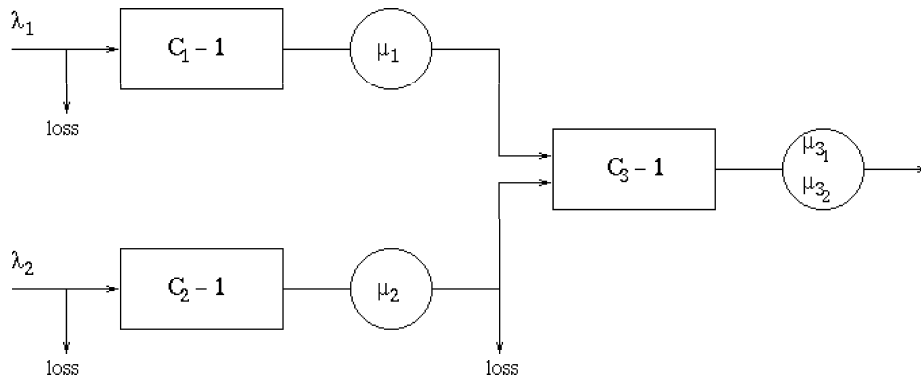 λ₁
C₁ – 1
μ₁
loss
C₃ – 1
μ₃₁
μ₃₂
λ₂
C₂ – 1
μ₂
loss
loss